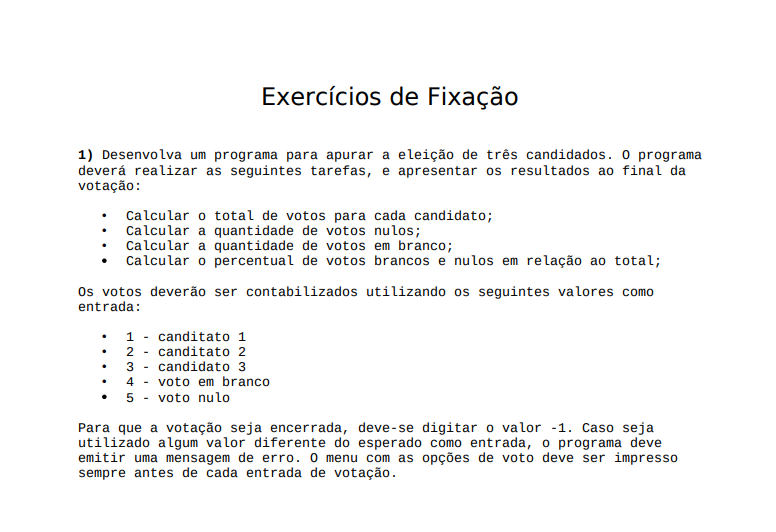 Exercícios de Fixação
1) Desenvolva um programa para apurar a eleição de três candidados. O programa
deverá realizar as seguintes tarefas, e apresentar os resultados ao final da
votação:
• Calcular o total de votos para cada candidato;
• Calcular a quantidade de votos nulos;
• Calcular a quantidade de votos em branco;
• Calcular o percentual de votos brancos e nulos em relação ao total;
Os votos deverão ser contabilizados utilizando os seguintes valores como
entrada:
• 1 - canditato 1
• 2 - canditato 2
• 3 - candidato 3
• 4 - voto em branco
• 5 - voto nulo
Para que a votação seja encerrada, deve-se digitar o valor -1. Caso seja
utilizado algum valor diferente do esperado como entrada, o programa deve
emitir uma mensagem de erro. O menu com as opções de voto deve ser impresso
sempre antes de cada entrada de votação.